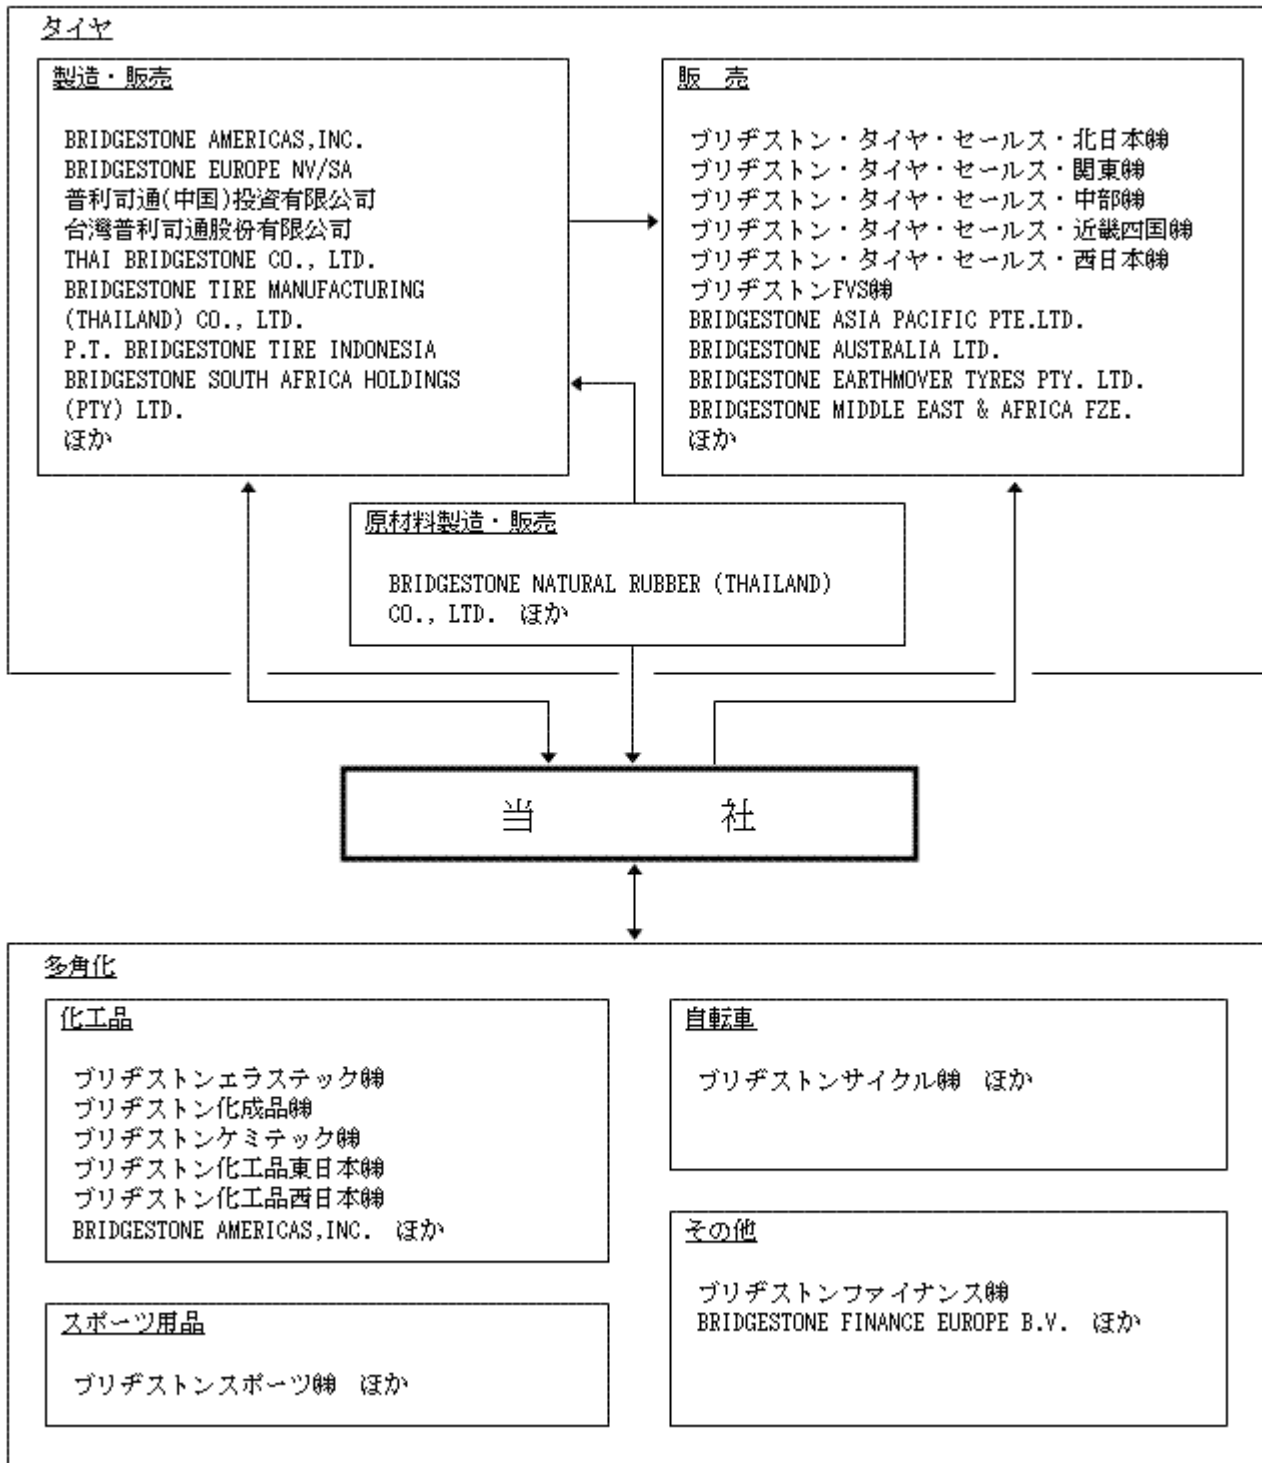 タイヤ
製造・販売
BRIDGESTONE AMERICAS,INC.
BRIDGESTONE EUROPE NV/SA
普利司通(中国)投資有限公司
台灣普利司通股份有限公司
THAI BRIDGESTONE CO., LTD.
BRIDGESTONE TIRE MANUFACTURING
(THAILAND) CO., LTD.
P.T. BRIDGESTONE TIRE INDONESIA
BRIDGESTONE SOUTH AFRICA HOLDINGS
(PTY) LTD.
ほか
販　売
ブリヂストン・タイヤ・セールス・北日本㈱
ブリヂストン・タイヤ・セールス・関東㈱
ブリヂストン・タイヤ・セールス・中部㈱
ブリヂストン・タイヤ・セールス・近畿四国㈱
ブリヂストン・タイヤ・セールス・西日本㈱
ブリヂストンFVS㈱
BRIDGESTONE ASIA PACIFIC PTE.LTD.
BRIDGESTONE AUSTRALIA LTD.
BRIDGESTONE EARTHMOVER TYRES PTY. LTD.
BRIDGESTONE MIDDLE EAST & AFRICA FZE.
ほか
原材料製造・販売
BRIDGESTONE NATURAL RUBBER (THAILAND)
CO., LTD.　ほか
当　社
多角化
化工品
ブリヂストンエラステック㈱
ブリヂストン化成品㈱
ブリヂストンケミテック㈱
ブリヂストン化工品東日本㈱
ブリヂストン化工品西日本㈱
BRIDGESTONE AMERICAS,INC.　ほか
スポーツ用品
ブリヂストンスポーツ㈱　ほか
自転車
ブリヂストンサイクル㈱　ほか
その他
ブリヂストンファイナンス㈱
BRIDGESTONE FINANCE EUROPE B.V.　ほか